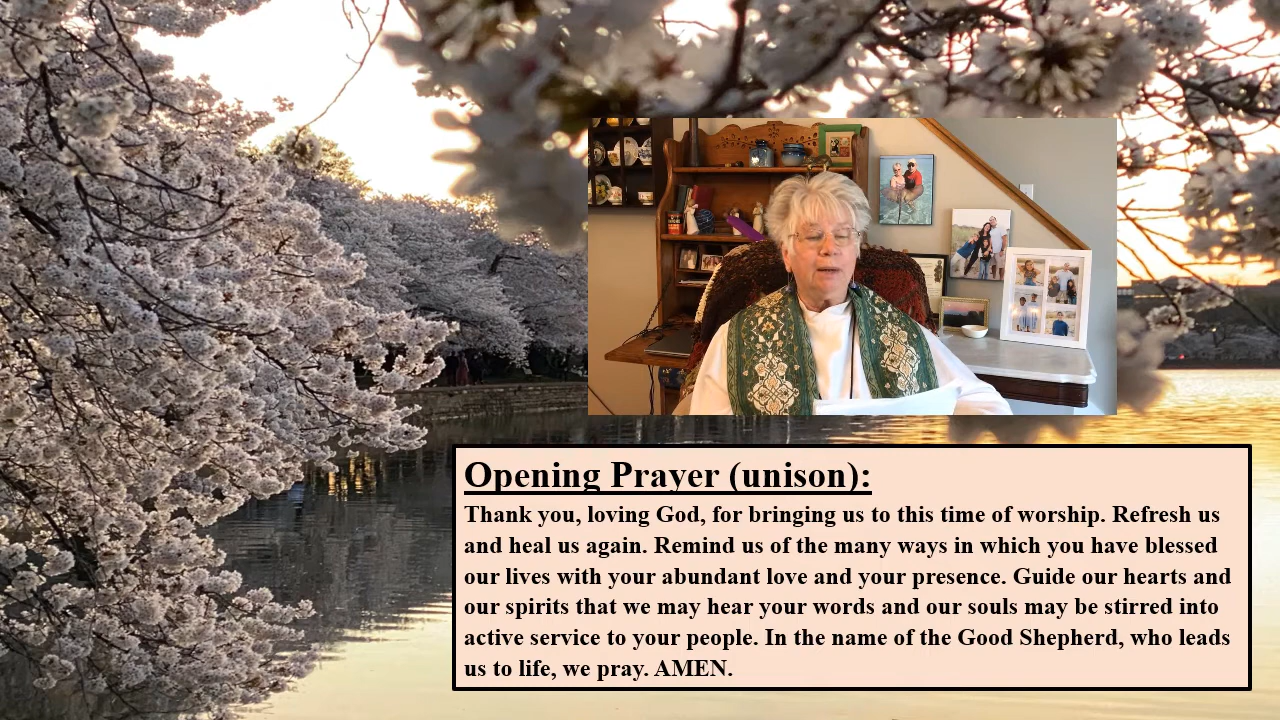 Opening Prayer (unison):
Thank you, loving God, for bringing us to this time of worship. Refresh us
and heal us again. Remind us of the many ways in which you have blessed
our lives with your abundant love and your presence. Guide our hearts and
our spirits that we may hear your words and our souls may be stirred into
active service to your people. In the name of the Good Shepherd, who leads
us to life, we pray. AMEN.